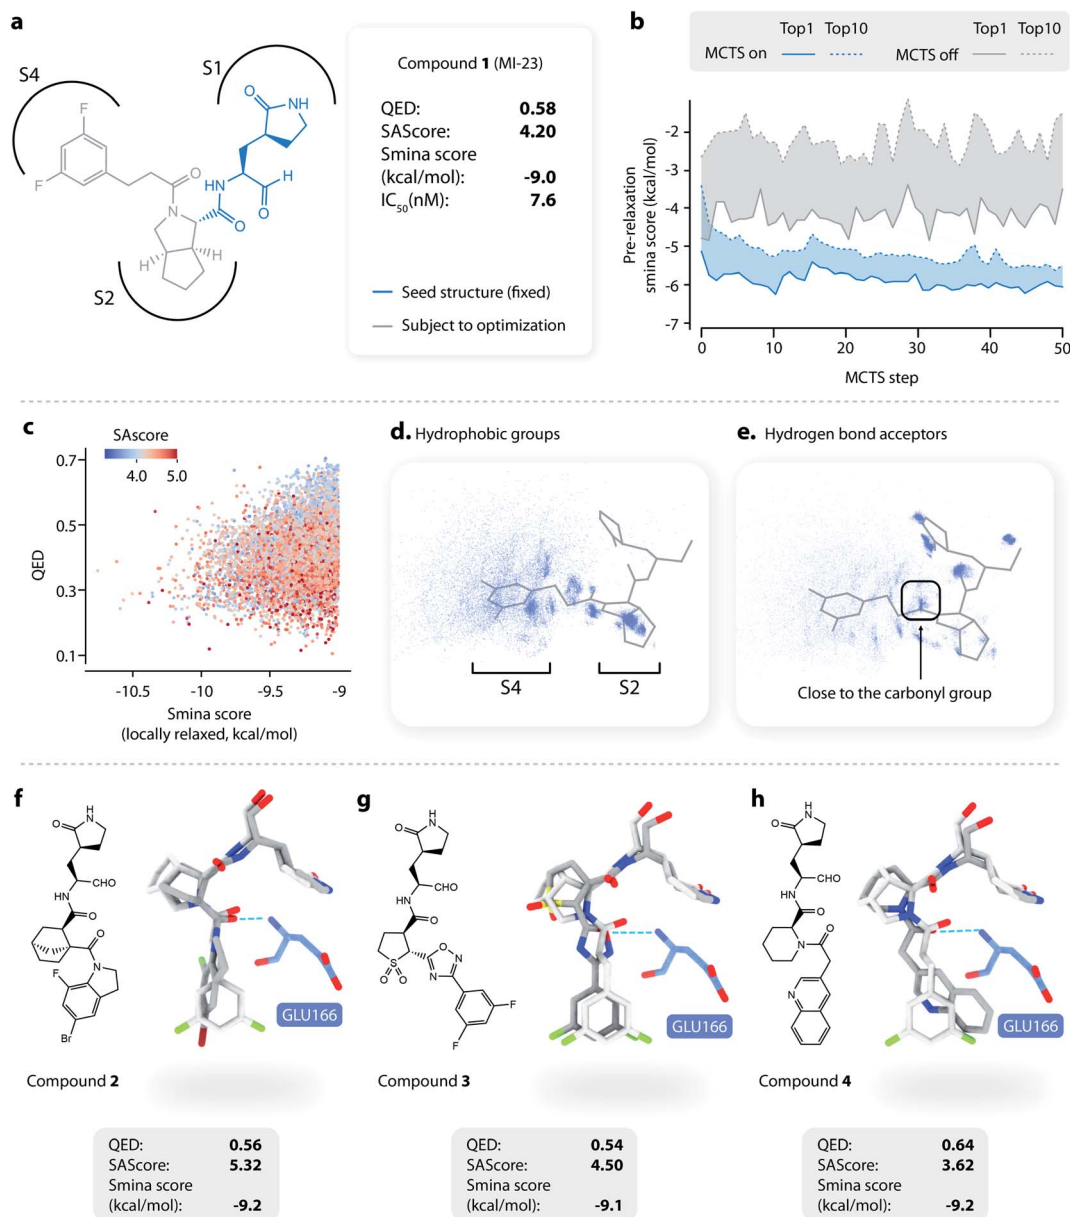 a
S4
S1
S2
F
F
O
NH
O
HN
N
O
H
O
H
H
Compound 1 (MI-23)
QED: 0.58
SAScore: 4.20
Smina score
(kcal/mol): -9.0
IC50(nM): 7.6
Seed structure (fixed)
Subject to optimization
b
Top1 Top10 Top1 Top10
MCTS on MCTS off
Pre-relaxation
smina score (kcal/mol)
-2
-3
-4
-5
-6
-7
0 10 20 30 40 50
MCTS step
c
SAscore
4.0 5.0
QED
0.7
0.5
0.3
0.1
-10.5 -10 -9.5 -9
Smina score
(locally relaxed, kcal/mol)
d. Hydrophobic groups
S4 S2
e. Hydrogen bond acceptors
Close to the carbonyl group
f
H
N
O
CHO
HN
O
O
F
N
Br
GLU166
Compound 2
QED: 0.56
SAScore: 5.32
Smina score
(kcal/mol): -9.2
g
H
N
O
CHO
HN
O
S
O O
O
N
N
F
F
GLU166
Compound 3
QED: 0.54
SAScore: 4.50
Smina score
(kcal/mol): -9.1
h
H
N
O
CHO
HN
O
N
O
N
GLU166
Compound 4
QED: 0.64
SAScore: 3.62
Smina score
(kcal/mol): -9.2